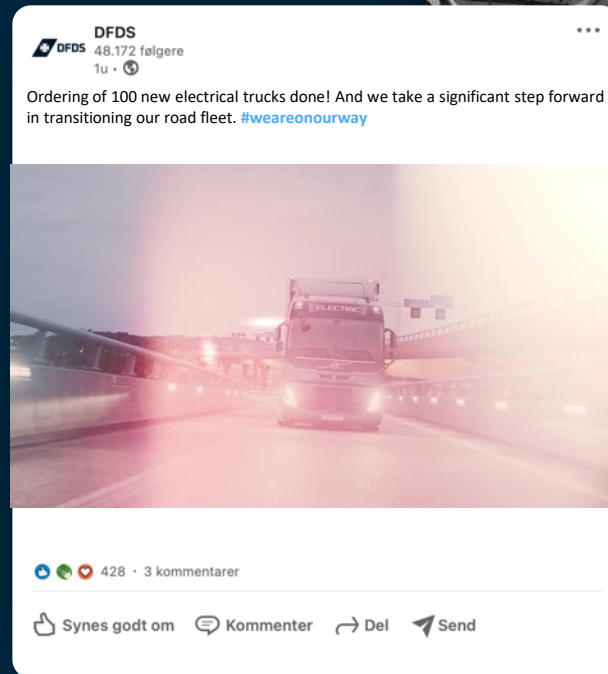 DFDS
DFDS
48.172 følgere
1u •
Ordering of 100 new electrical trucks done! And we take a significant step forward
in transitioning our road fleet. #weareonourway
ELECTRIC
428 · 3 kommentarer
Synes godt om Kommenter Del Send